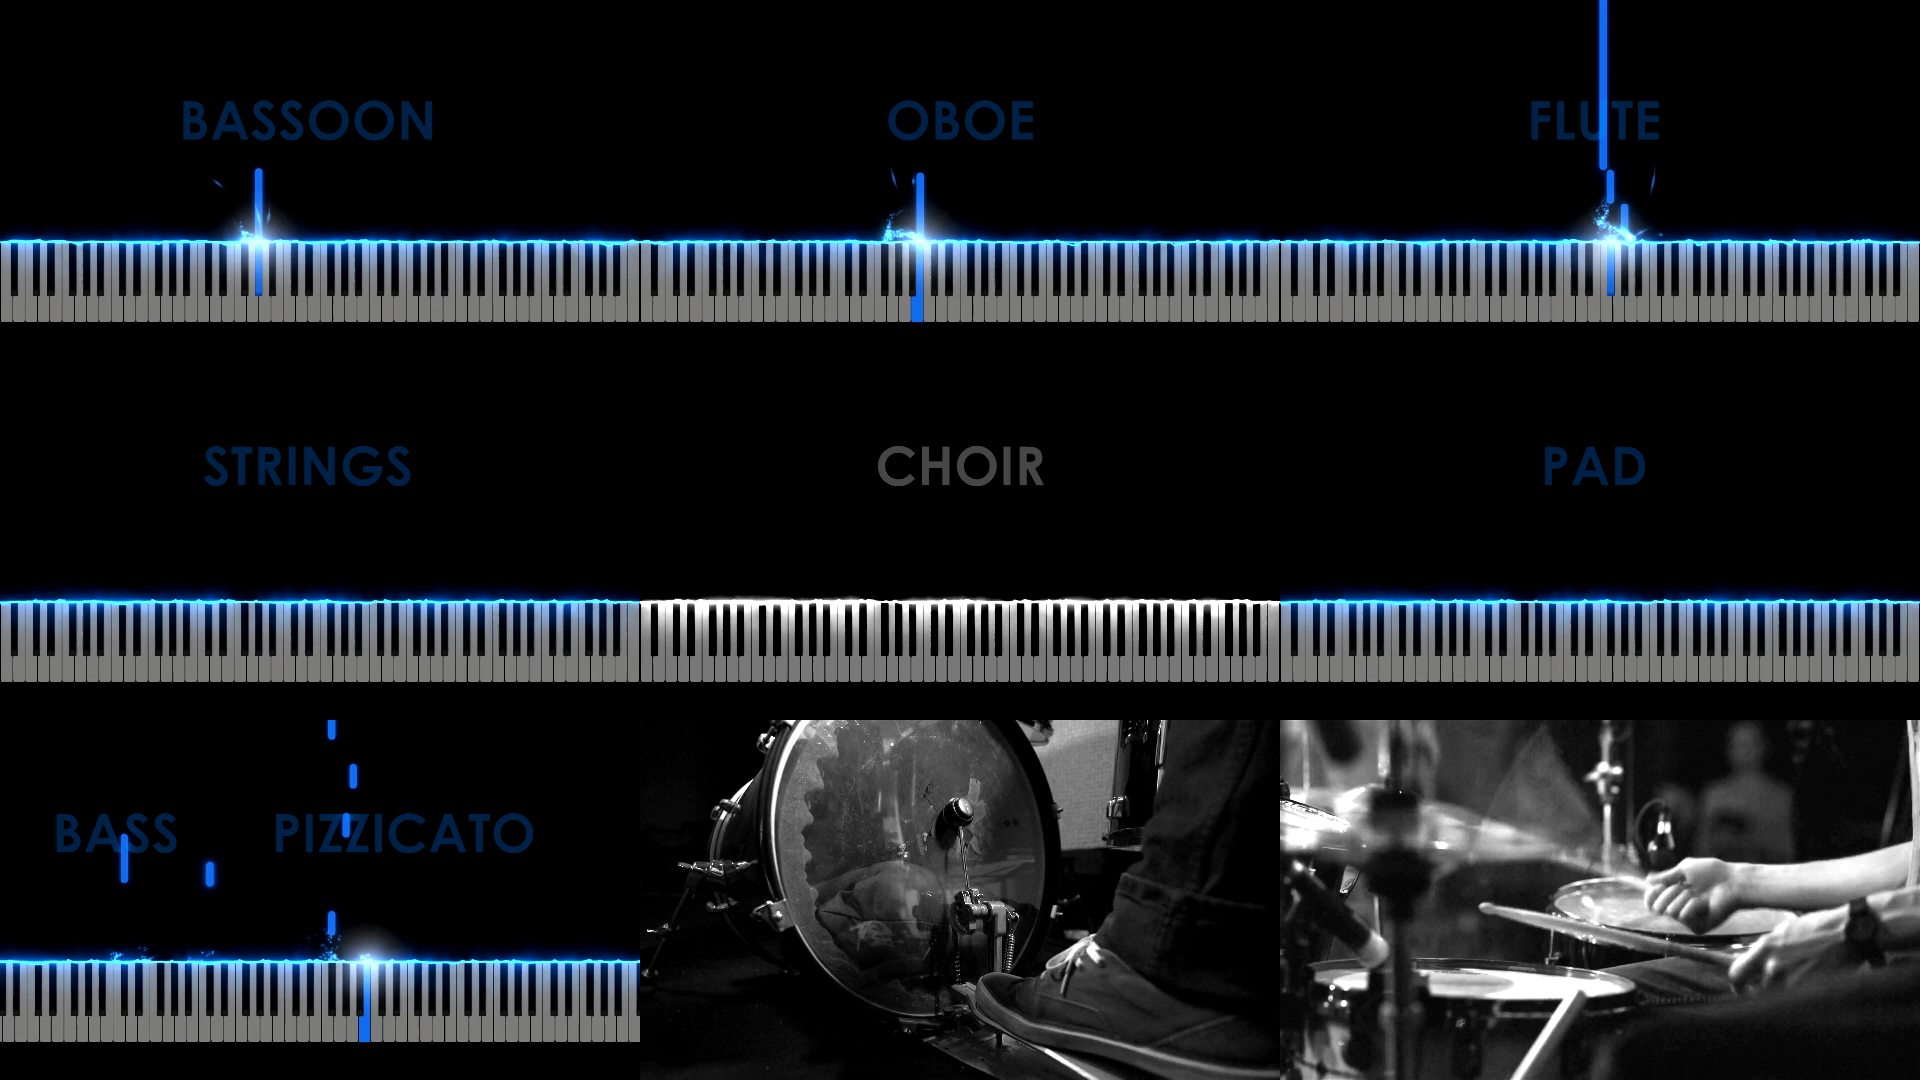 BASSOON
OBOE
FLUTE
STRINGS
CHOIR
PAD
BASS
PIZZICATO